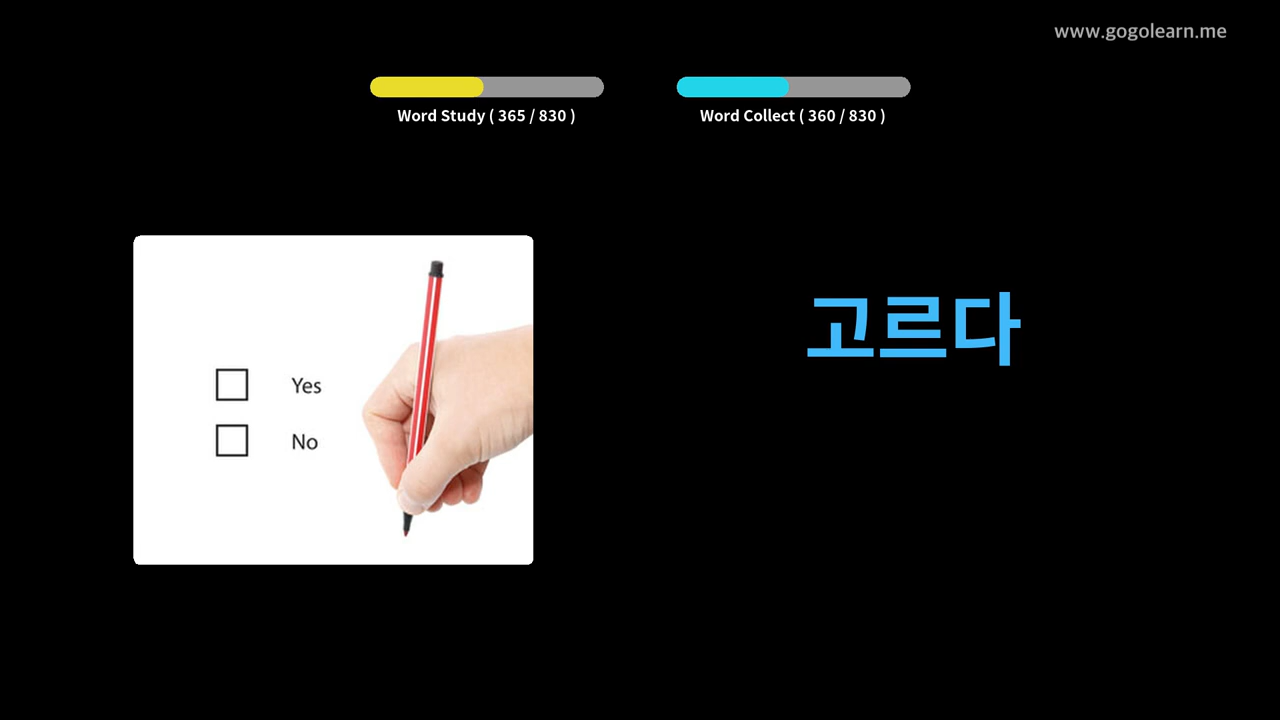 www.gogolearn.me
Word Study ( 365 / 830 )
Word Collect ( 360 / 830 )
고르다
Yes
No